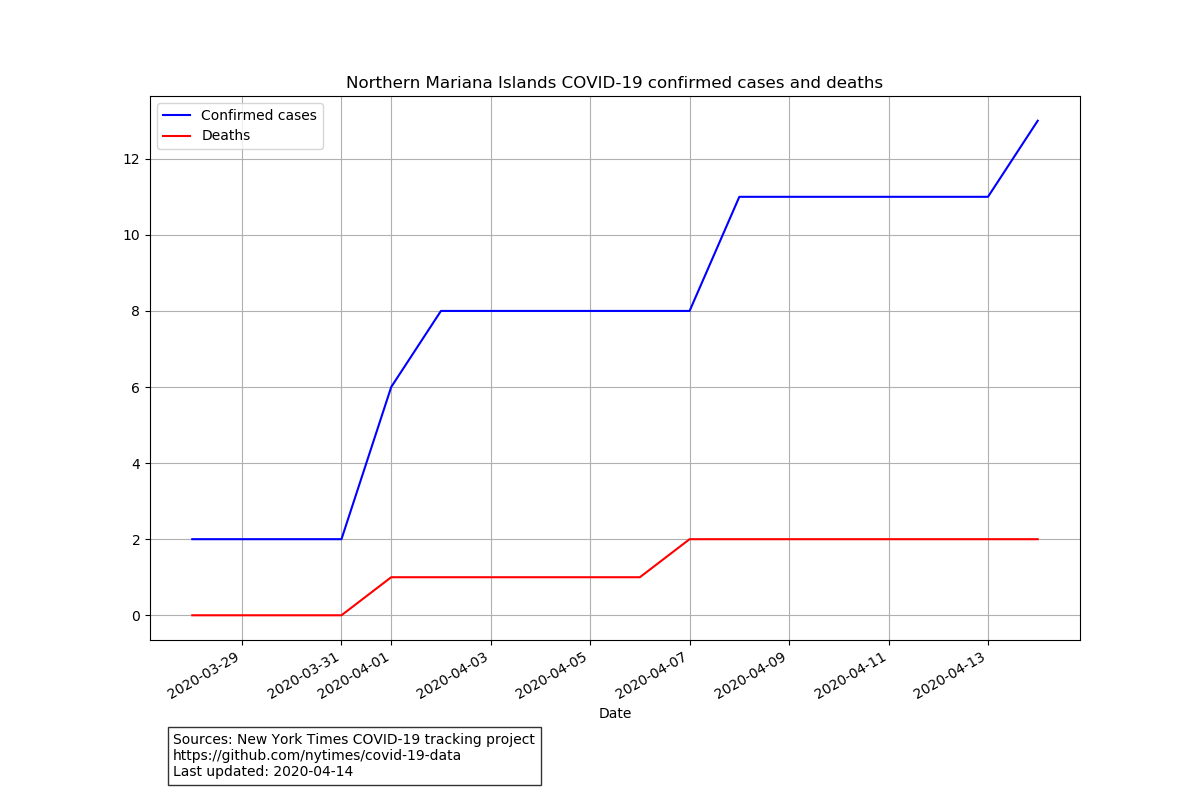 Northern Mariana Islands COVID-19 confirmed cases and deaths
Confirmed cases
Deaths
12
10
8
6
4
2
0
2020-03-29
2020-03-31
2020-04-01
2020-04-03
2020-04-05
2020-04-07
2020-04-09
2020-04-11
2020-04-13
Date
Sources: New York Times COVID-19 tracking project
https://github.com/nytimes/covid-19-data
Last updated: 2020-04-14